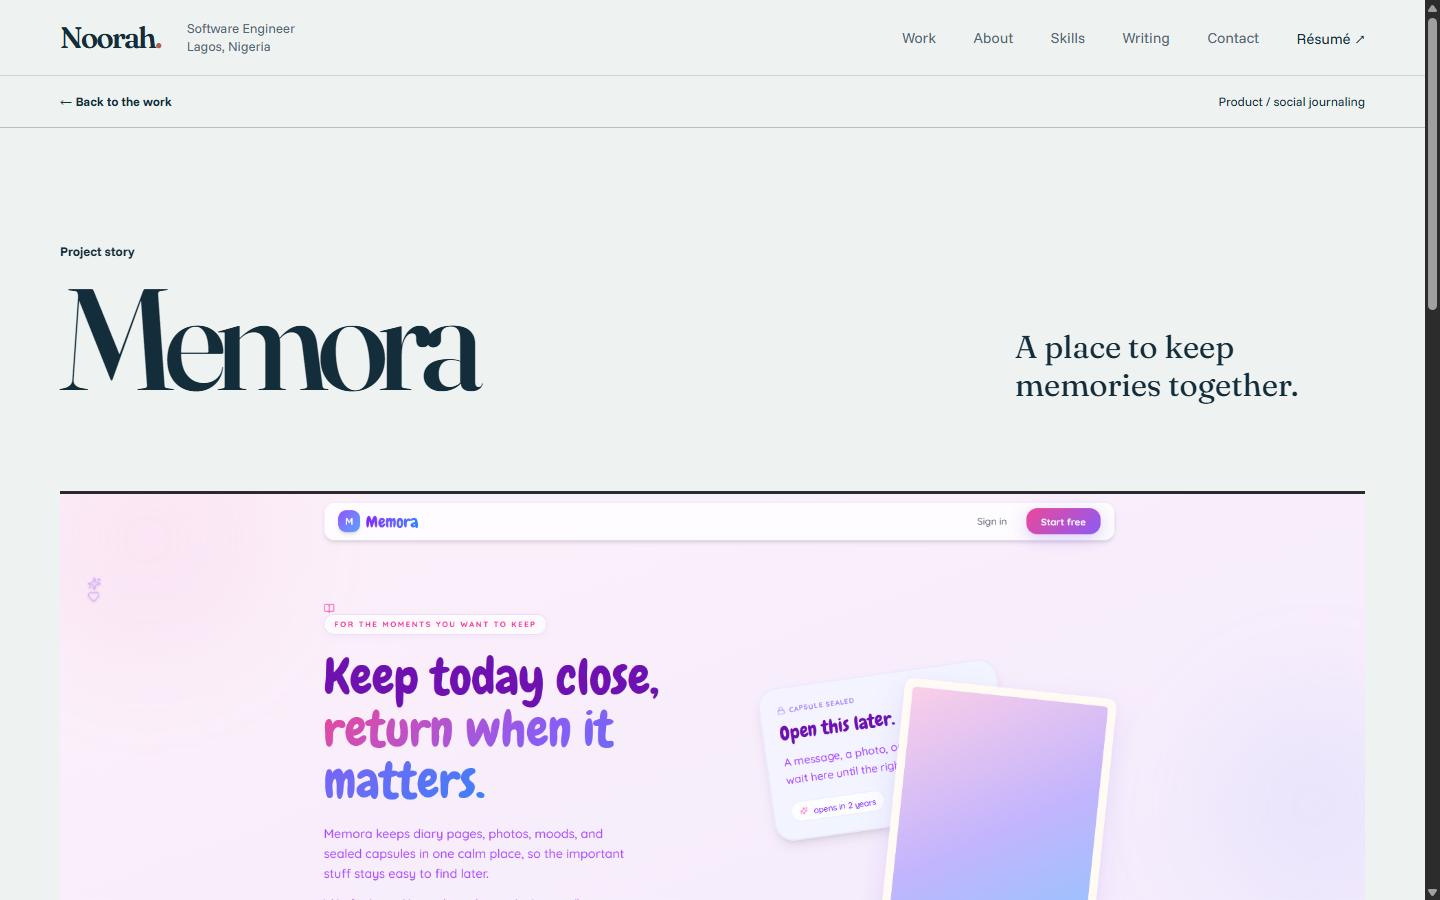 Noorah.
Software Engineer
Lagos, Nigeria
Work
About
Skills
Writing
Contact
Résumé ↗
← Back to the work
Product / social journaling
Project story
Memora
A place to keep
memories together.
M
Memora
Sign in
Start free
FOR THE MOMENTS YOU WANT TO KEEP
Keep today close,
return when it
matters.
CAPSULE SEALED
Open this later.
A message, a photo, o
wait here until the righ
opens in 2 years
Memora keeps diary pages, photos, moods, and
sealed capsules in one calm place, so the important
stuff stays easy to find later.